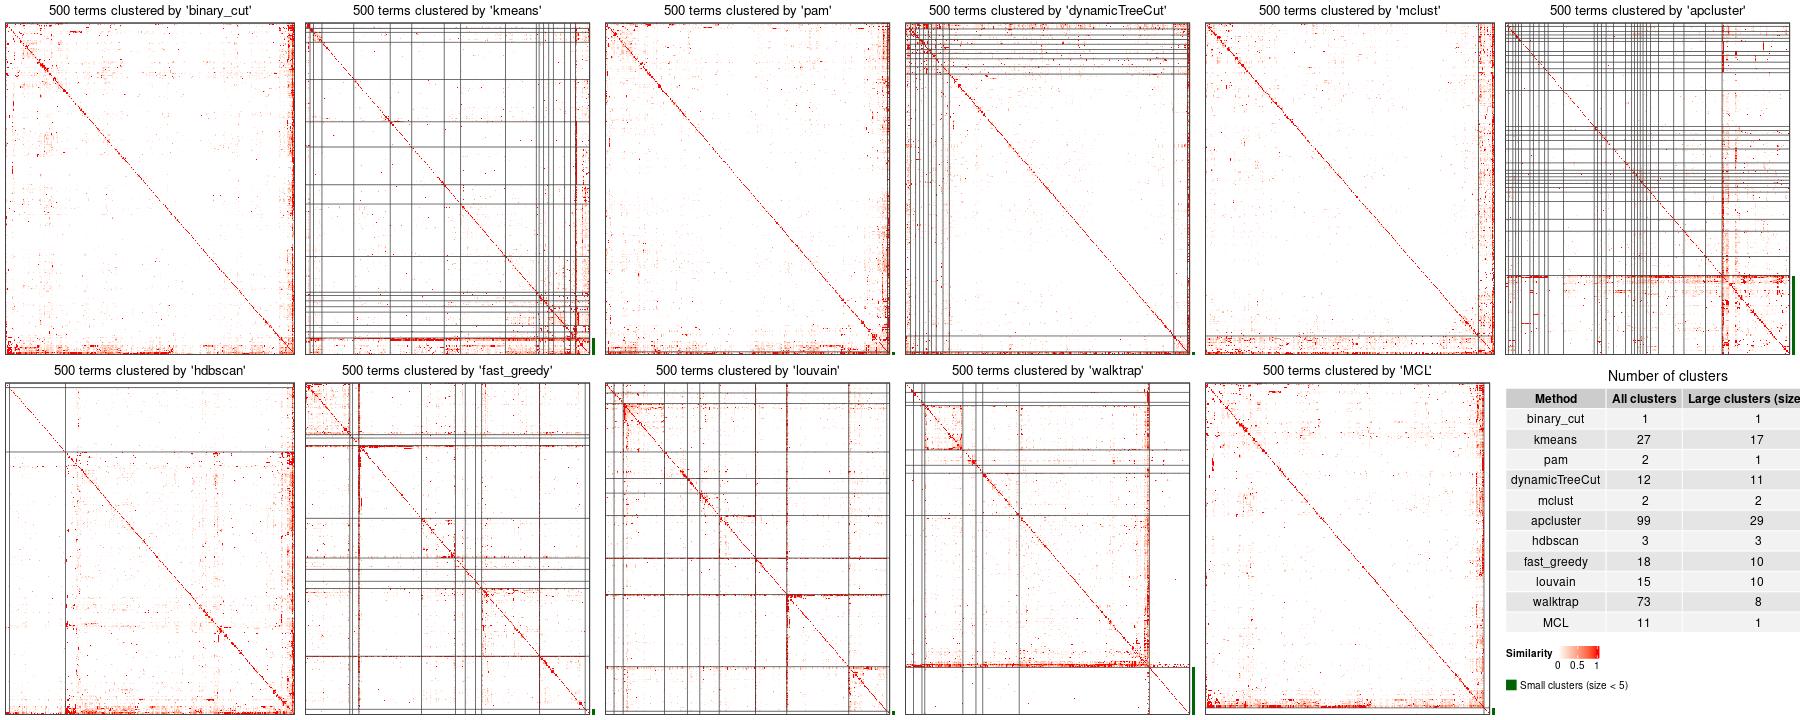 500 terms clustered by 'binary_cut'
500 terms clustered by 'kmeans'
500 terms clustered by 'pam'
500 terms clustered by 'dynamicTreeCut'
500 terms clustered by 'mclust'
500 terms clustered by 'apcluster'
500 terms clustered by 'hdbscan'
500 terms clustered by 'fast_greedy'
500 terms clustered by 'louvain'
500 terms clustered by 'walktrap'
500 terms clustered by 'MCL'
Number of clusters
Method All clusters Large clusters (size
binary_cut 1 1
kmeans 27 17
pam 2 1
dynamicTreeCut 12 11
mclust 2 2
apcluster 99 29
hdbscan 3 3
fast_greedy 18 10
louvain 15 10
walktrap 73 8
MCL 11 1
Similarity
0 0.5 1
Small clusters (size < 5)